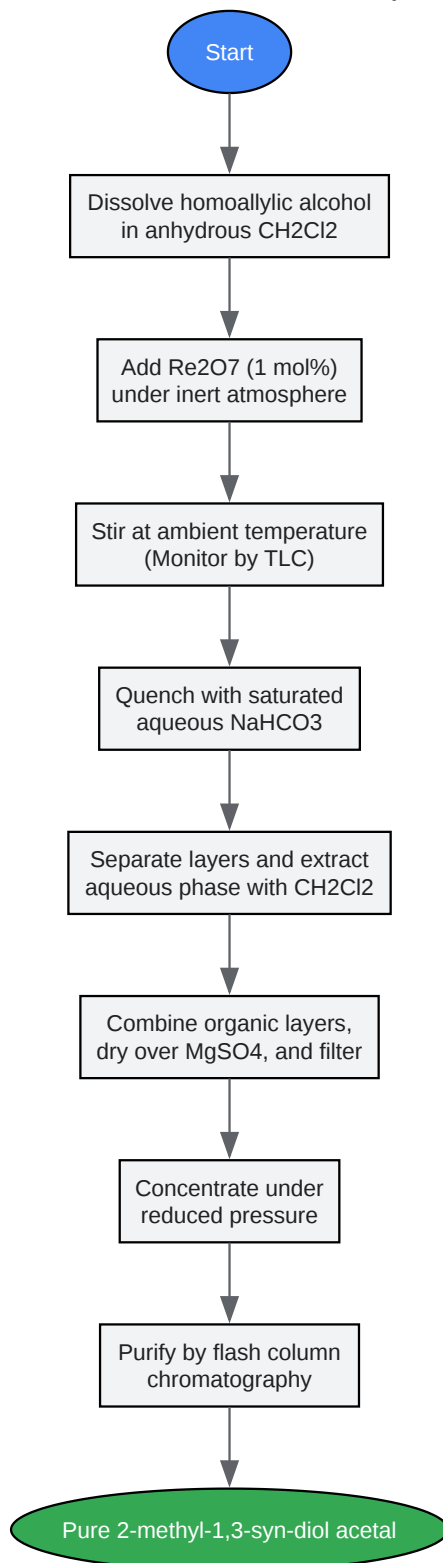 Start
Dissolve homoallylic alcohol
in anhydrous CH2Cl2
Add Re2O7 (1 mol%)
under inert atmosphere
Stir at ambient temperature
(Monitor by TLC)
Quench with saturated
aqueous NaHCO3
Separate layers and extract
aqueous phase with CH2Cl2
Combine organic layers,
dry over MgSO4, and filter
Concentrate under
reduced pressure
Purify by flash column
chromatography
Pure 2-methyl-1,3-syn-diol acetal